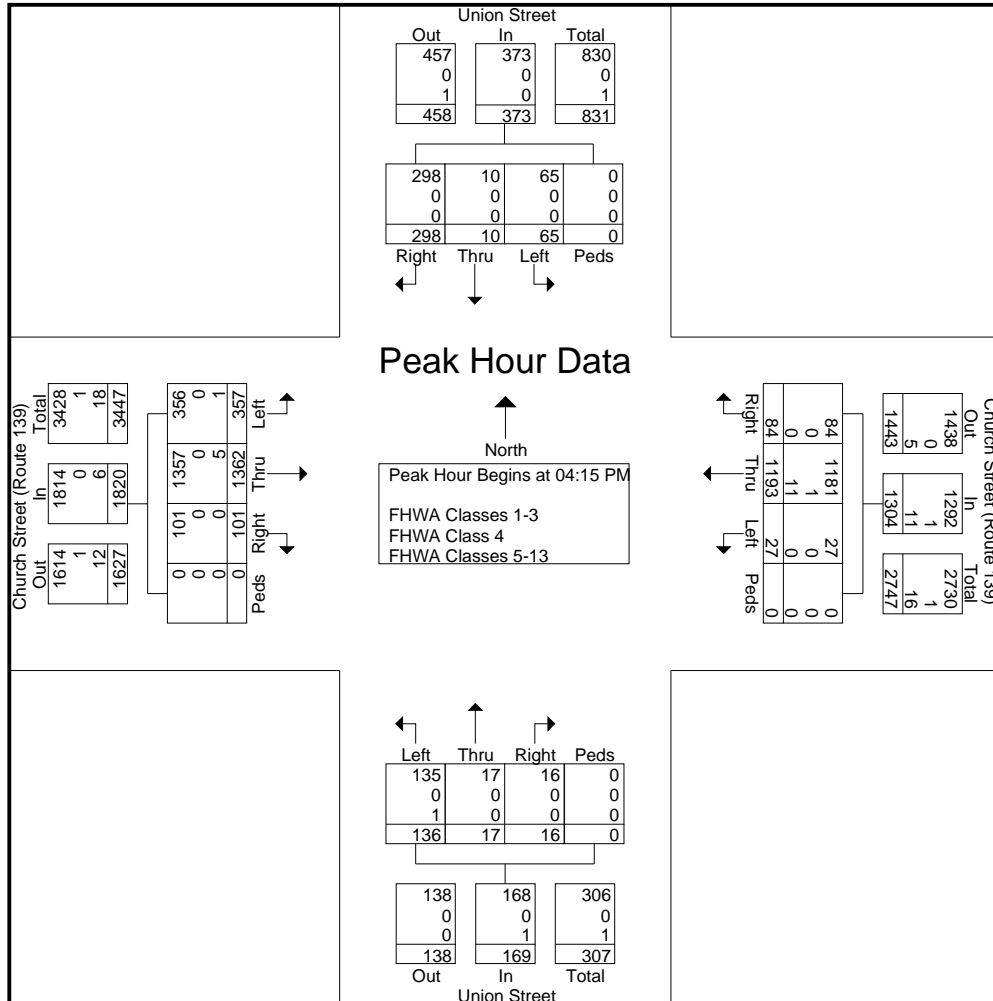 Union Street
Out In Total
457 373 830
0 0 0
1 0 1
458 373 831
298 10 65 0
0 0 0 0
0 0 0 0
298 10 65 0
Right Thru Left Peds
Peak Hour Data
North
Peak Hour Begins at 04:15 PM
FHWA Classes 1-3
FHWA Class 4
FHWA Classes 5-13
Church Street (Route 139)
Out In Total
1614 1814 3428
1 0 1
12 6 18
1627 1820 3447
356 1357 101 0
0 0 0 0
1 5 0 0
357 1362 101 0
Left Thru Right Peds
Church Street (Route 139)
Out In Total
1438 1292 2730
0 1 1
5 11 16
1443 1304 2747
84 1181 27 0
0 1 0 0
0 11 0 0
84 1193 27 0
Right Thru Left Peds
Left Thru Right Peds
135 17 16 0
0 0 0 0
1 0 0 0
136 17 16 0
138 168 306
0 0 0
0 1 1
138 169 307
Out In Total
Union Street